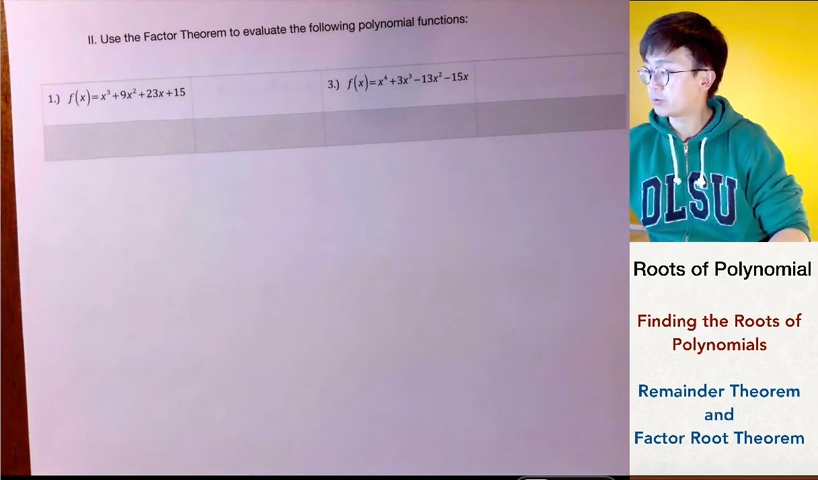 II. Use the Factor Theorem to evaluate the following polynomial functions:
1.) f(x)=x³+9x²+23x+15
3.) f(x)=x⁴+3x³−13x²−15x
DLSU
Roots of Polynomial
Finding the Roots of
Polynomials
Remainder Theorem
and
Factor Root Theorem